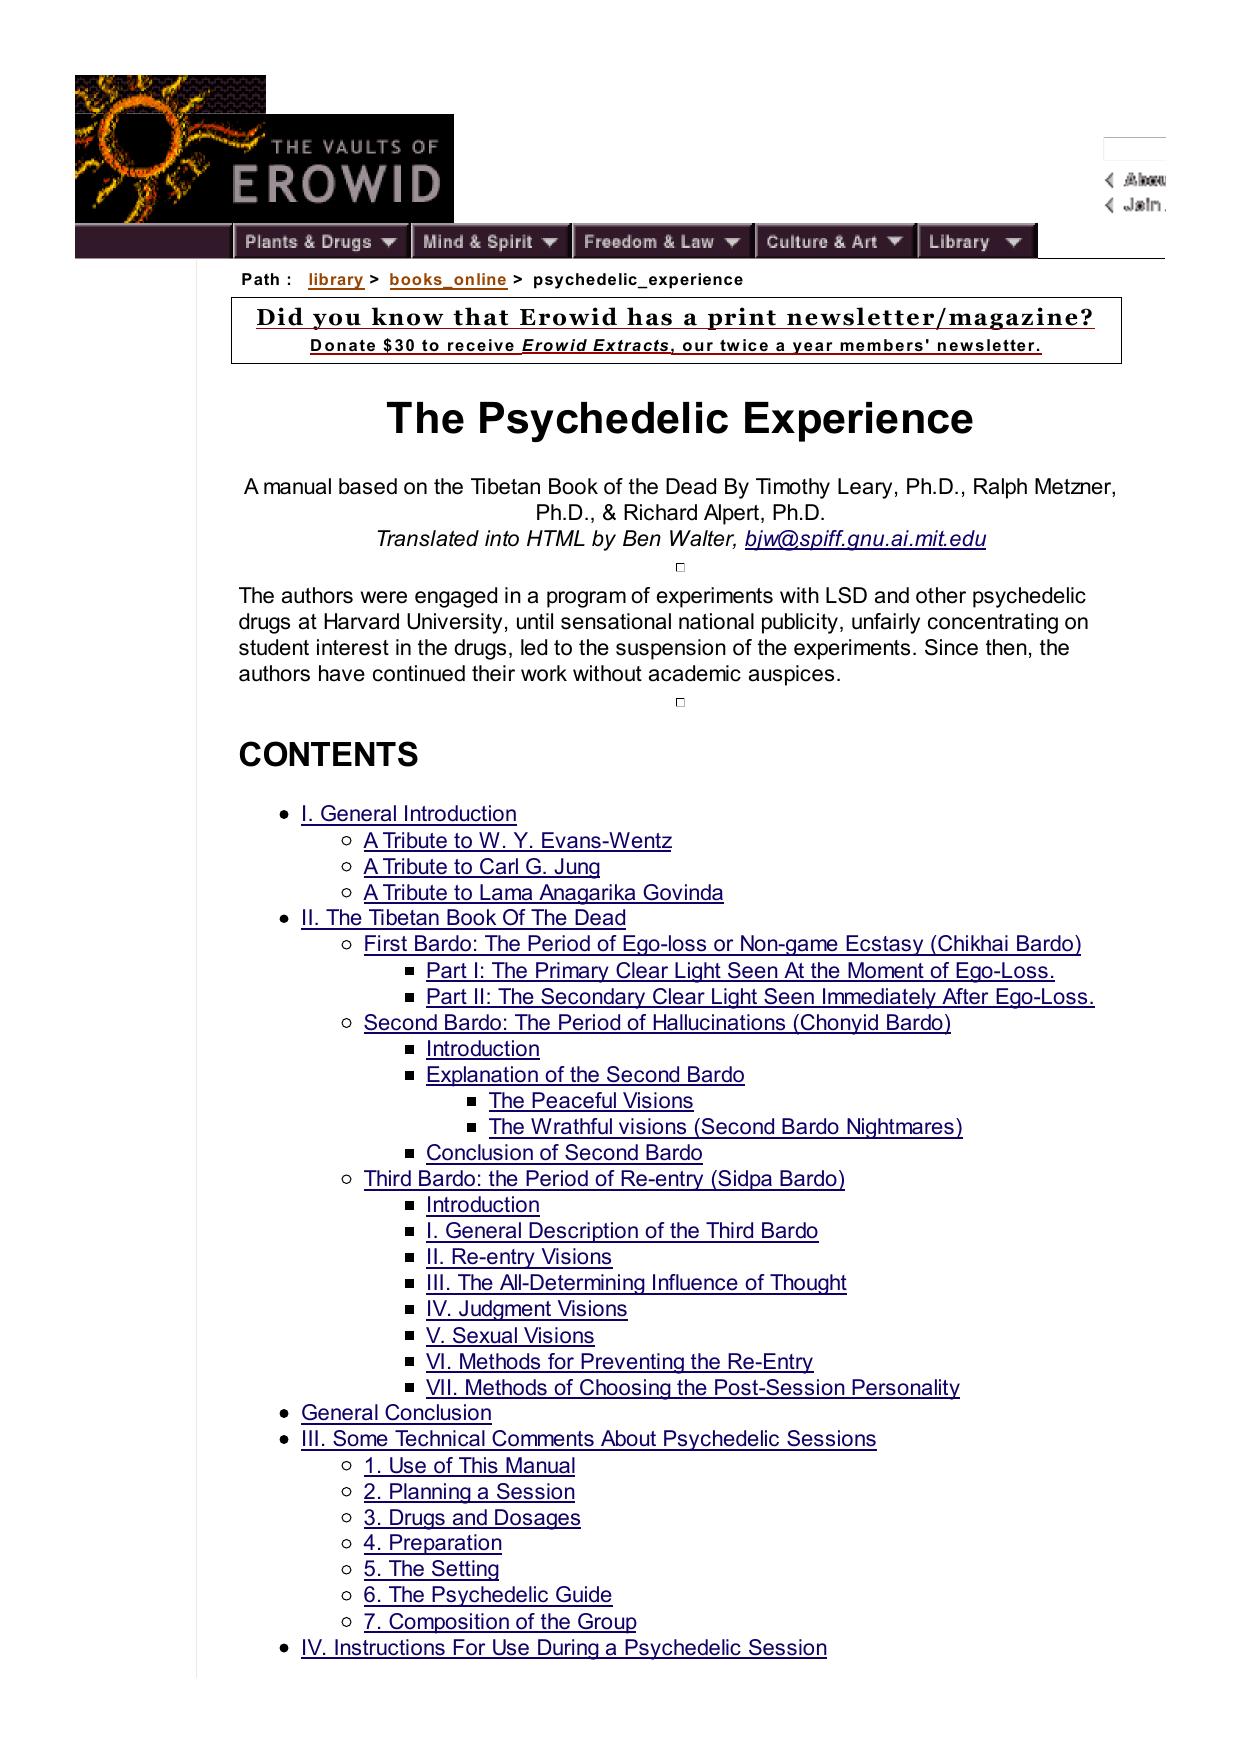 THE VAULTS OF
EROWID
Plants & Drugs
Mind & Spirit
Freedom & Law
Culture & Art
Library
Path : library > books_online > psychedelic_experience
Did you know that Erowid has a print newsletter/magazine?
Donate $30 to receive Erowid Extracts, our twice a year members' newsletter.
The Psychedelic Experience
A manual based on the Tibetan Book of the Dead By Timothy Leary, Ph.D., Ralph Metzner,
Ph.D., & Richard Alpert, Ph.D.
Translated into HTML by Ben Walter, bjw@spiff.gnu.ai.mit.edu
The authors were engaged in a program of experiments with LSD and other psychedelic
drugs at Harvard University, until sensational national publicity, unfairly concentrating on
student interest in the drugs, led to the suspension of the experiments. Since then, the
authors have continued their work without academic auspices.
CONTENTS
I. General Introduction
A Tribute to W. Y. Evans-Wentz
A Tribute to Carl G. Jung
A Tribute to Lama Anagarika Govinda
II. The Tibetan Book Of The Dead
First Bardo: The Period of Ego-loss or Non-game Ecstasy (Chikhai Bardo)
Part I: The Primary Clear Light Seen At the Moment of Ego-Loss.
Part II: The Secondary Clear Light Seen Immediately After Ego-Loss.
Second Bardo: The Period of Hallucinations (Chonyid Bardo)
Introduction
Explanation of the Second Bardo
The Peaceful Visions
The Wrathful visions (Second Bardo Nightmares)
Conclusion of Second Bardo
Third Bardo: the Period of Re-entry (Sidpa Bardo)
Introduction
I. General Description of the Third Bardo
II. Re-entry Visions
III. The All-Determining Influence of Thought
IV. Judgment Visions
V. Sexual Visions
VI. Methods for Preventing the Re-Entry
VII. Methods of Choosing the Post-Session Personality
General Conclusion
III. Some Technical Comments About Psychedelic Sessions
1. Use of This Manual
2. Planning a Session
3. Drugs and Dosages
4. Preparation
5. The Setting
6. The Psychedelic Guide
7. Composition of the Group
IV. Instructions For Use During a Psychedelic Session